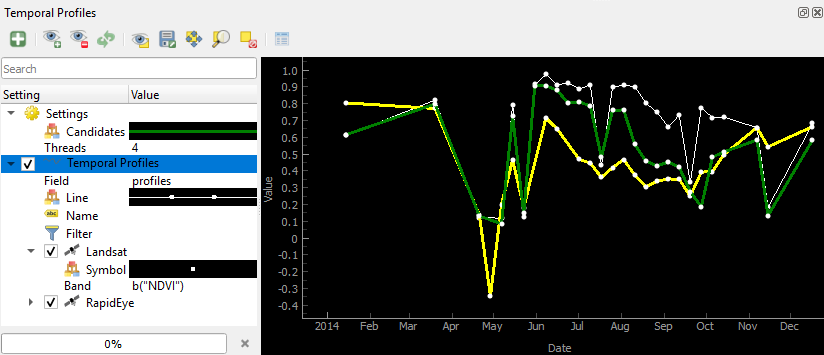 Temporal Profiles
Search
Setting Value
Settings
Candidates
Threads 4
Temporal Profiles
Field profiles
Line
abc Name
Filter
Landsat
Symbol
Band b("NDVI")
RapidEye
0%
1.0
0.9
0.8
0.7
0.6
0.5
0.4
0.3
0.2
0.1
0
-0.1
-0.2
-0.3
-0.4
Value
2014 Feb Mar Apr May Jun Jul Aug Sep Oct Nov Dec
Date